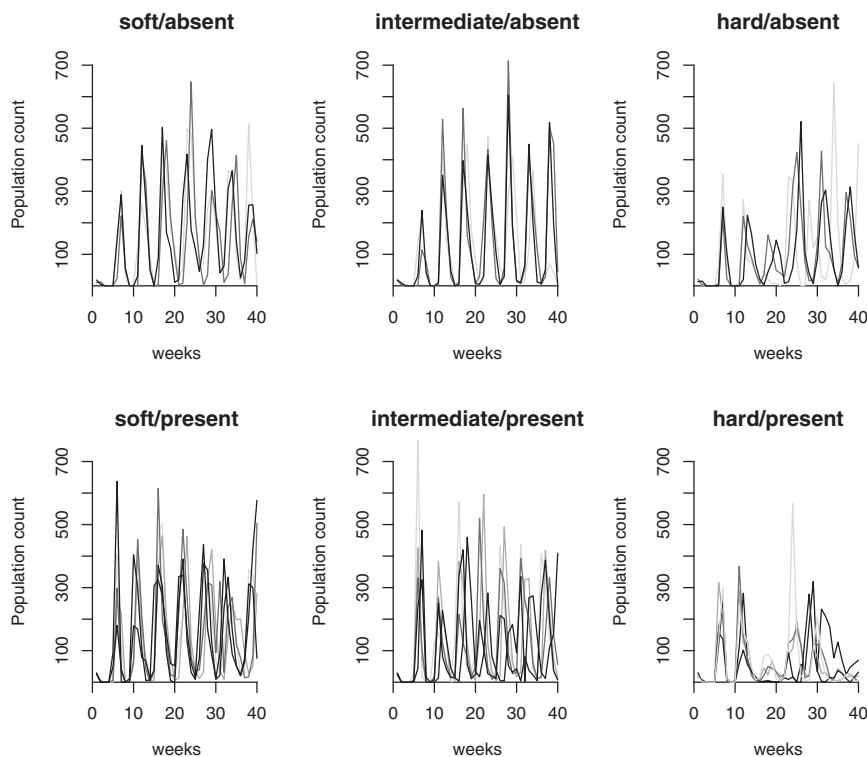 soft/absent
Population count
700
500
300
100
0 10 20 30 40
weeks
intermediate/absent
Population count
700
500
300
100
0 10 20 30 40
weeks
hard/absent
Population count
700
500
300
100
0 10 20 30 40
weeks
soft/present
Population count
700
500
300
100
0 10 20 30 40
weeks
intermediate/present
Population count
700
500
300
100
0 10 20 30 40
weeks
hard/present
Population count
700
500
300
100
0 10 20 30 40
weeks